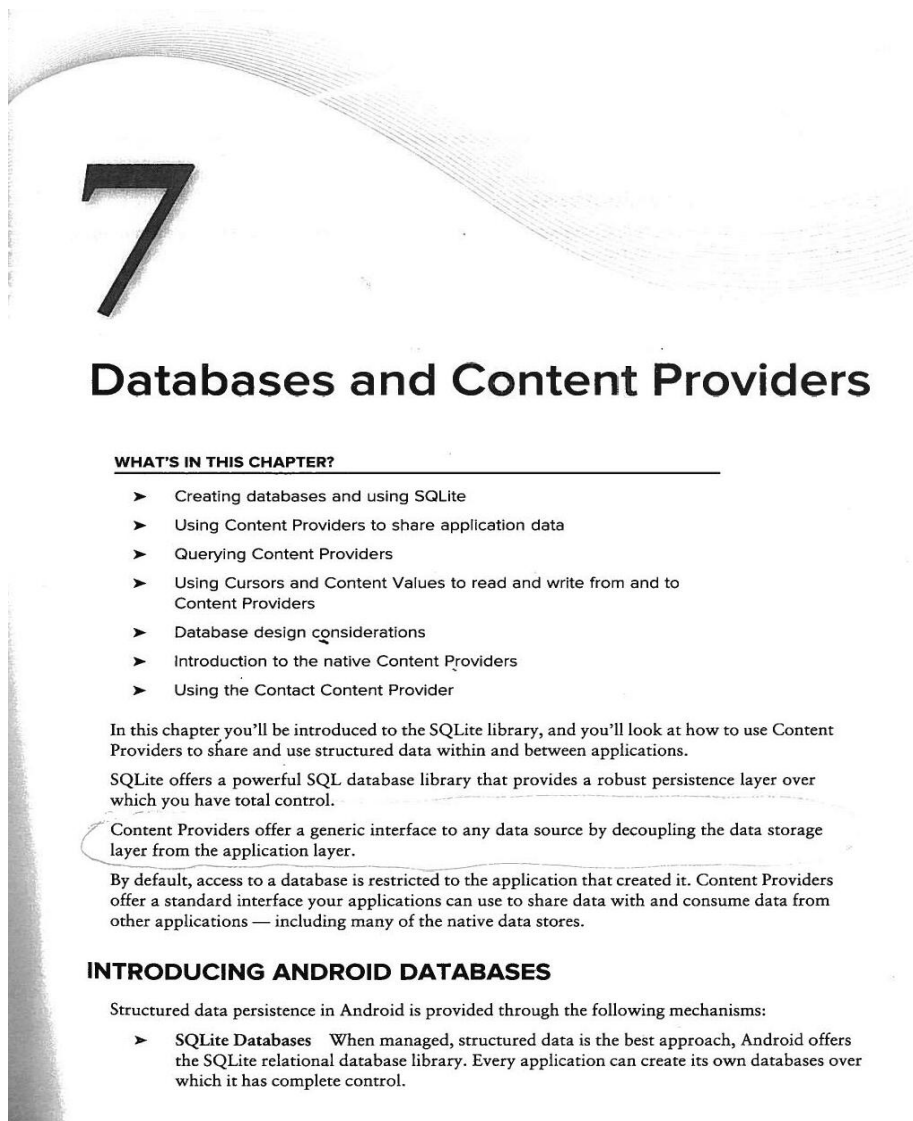 7
Databases and Content Providers
WHAT'S IN THIS CHAPTER?
➤ Creating databases and using SQLite
➤ Using Content Providers to share application data
➤ Querying Content Providers
➤ Using Cursors and Content Values to read and write from and to
Content Providers
➤ Database design considerations
➤ Introduction to the native Content Providers
➤ Using the Contact Content Provider
In this chapter you'll be introduced to the SQLite library, and you'll look at how to use Content
Providers to share and use structured data within and between applications.
SQLite offers a powerful SQL database library that provides a robust persistence layer over
which you have total control.
Content Providers offer a generic interface to any data source by decoupling the data storage
layer from the application layer.
By default, access to a database is restricted to the application that created it. Content Providers
offer a standard interface your applications can use to share data with and consume data from
other applications — including many of the native data stores.
INTRODUCING ANDROID DATABASES
Structured data persistence in Android is provided through the following mechanisms:
➤ SQLite Databases When managed, structured data is the best approach, Android offers
the SQLite relational database library. Every application can create its own databases over
which it has complete control.